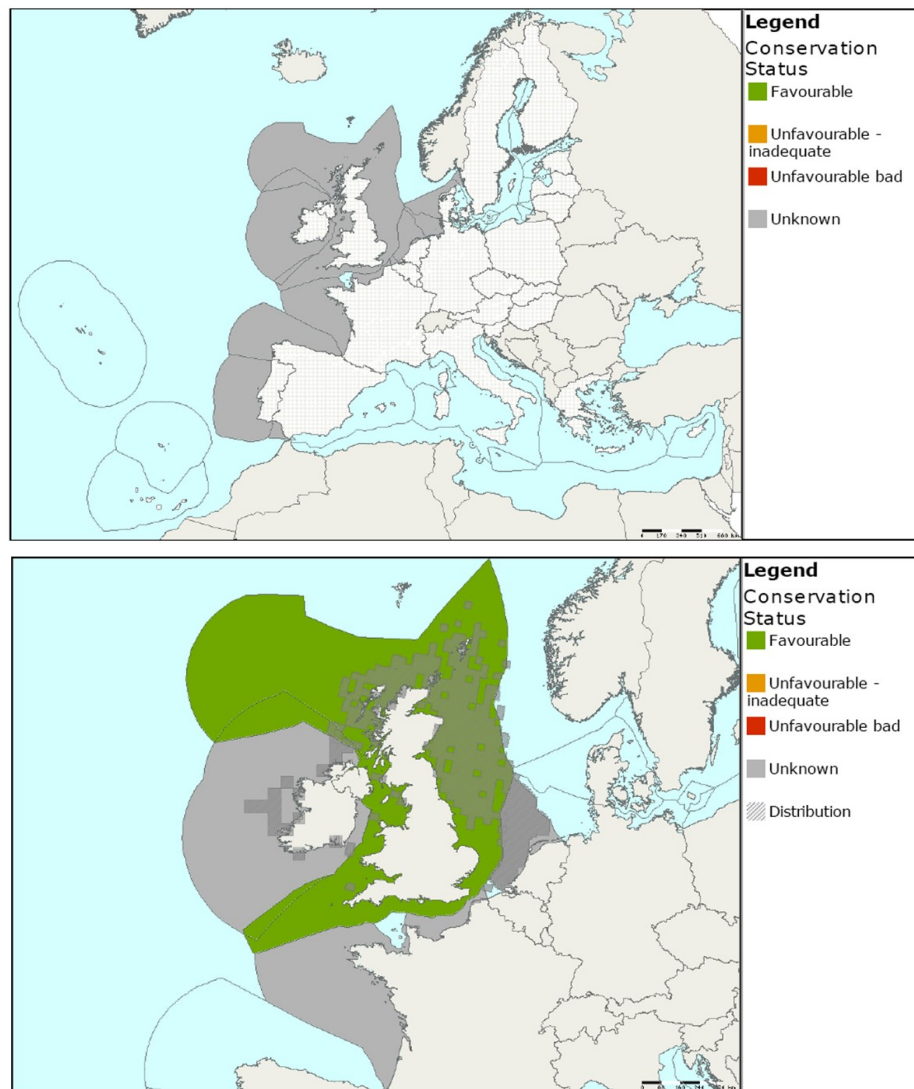 Legend
Conservation
Status
Favourable
Unfavourable -
inadequate
Unfavourable bad
Unknown
Legend
Conservation
Status
Favourable
Unfavourable -
inadequate
Unfavourable bad
Unknown
Distribution